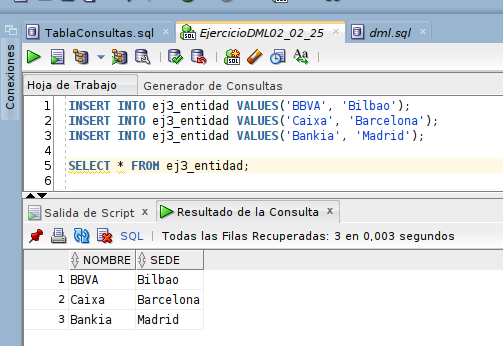 TablaConsultas.sql EjercicioDML02_02_25 dml.sql
Conexiones
Hoja de Trabajo Generador de Consultas
1 INSERT INTO ej3_entidad VALUES('BBVA', 'Bilbao');
2 INSERT INTO ej3_entidad VALUES('Caixa', 'Barcelona');
3 INSERT INTO ej3_entidad VALUES('Bankia', 'Madrid');
4
5 SELECT * FROM ej3_entidad;
6
Salida de Script x Resultado de la Consulta x
SQL | Todas las Filas Recuperadas: 3 en 0,003 segundos
NOMBRE SEDE
1 BBVA Bilbao
2 Caixa Barcelona
3 Bankia Madrid